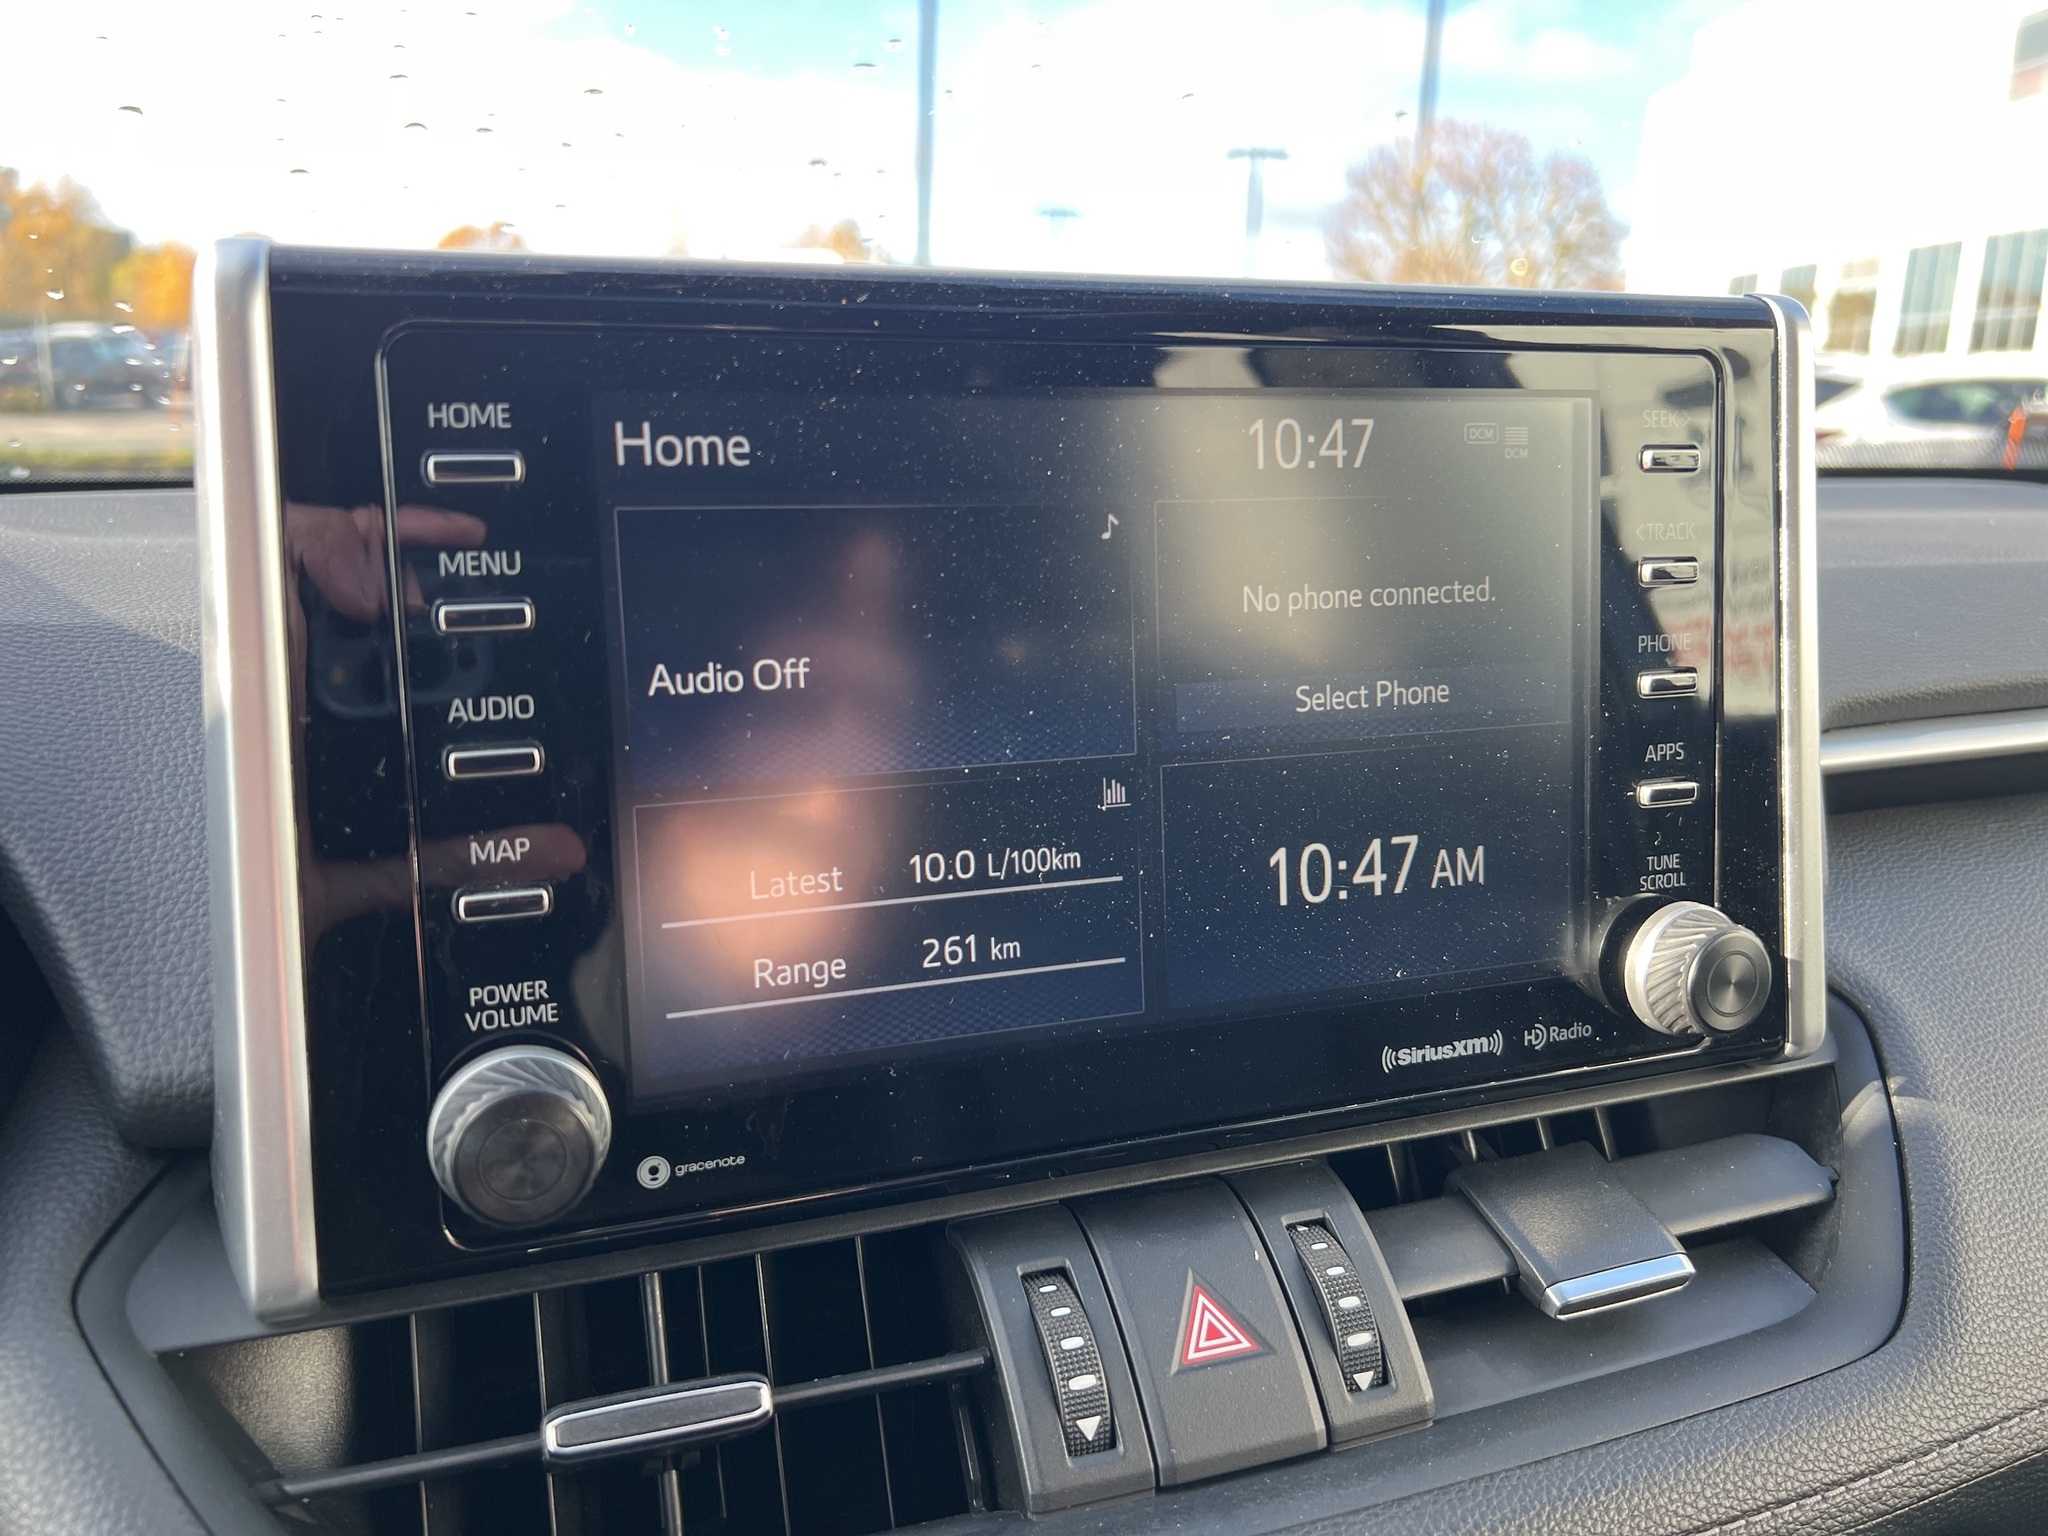 HOME
MENU
AUDIO
MAP
POWER
VOLUME
Home
10:47
DCM
DCM
Audio Off
No phone connected.
Select Phone
Latest 10.0 L/100km
Range 261 km
10:47 AM
SEEK>
<TRACK
PHONE
APPS
TUNE
SCROLL
gracenote
((SiriusXM))
HD Radio